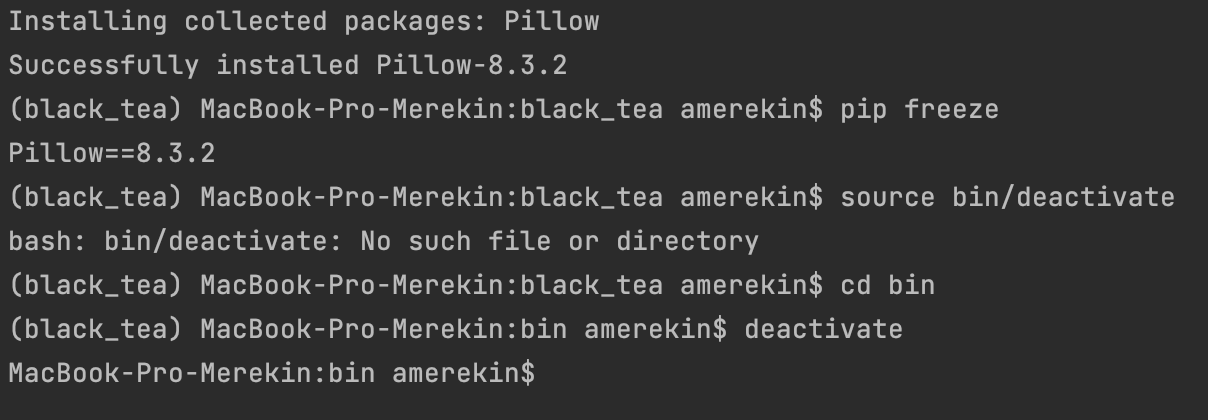 Installing collected packages: Pillow
Successfully installed Pillow-8.3.2
(black_tea) MacBook-Pro-Merekin:black_tea amerekin$ pip freeze
Pillow==8.3.2
(black_tea) MacBook-Pro-Merekin:black_tea amerekin$ source bin/deactivate
bash: bin/deactivate: No such file or directory
(black_tea) MacBook-Pro-Merekin:black_tea amerekin$ cd bin
(black_tea) MacBook-Pro-Merekin:bin amerekin$ deactivate
MacBook-Pro-Merekin:bin amerekin$